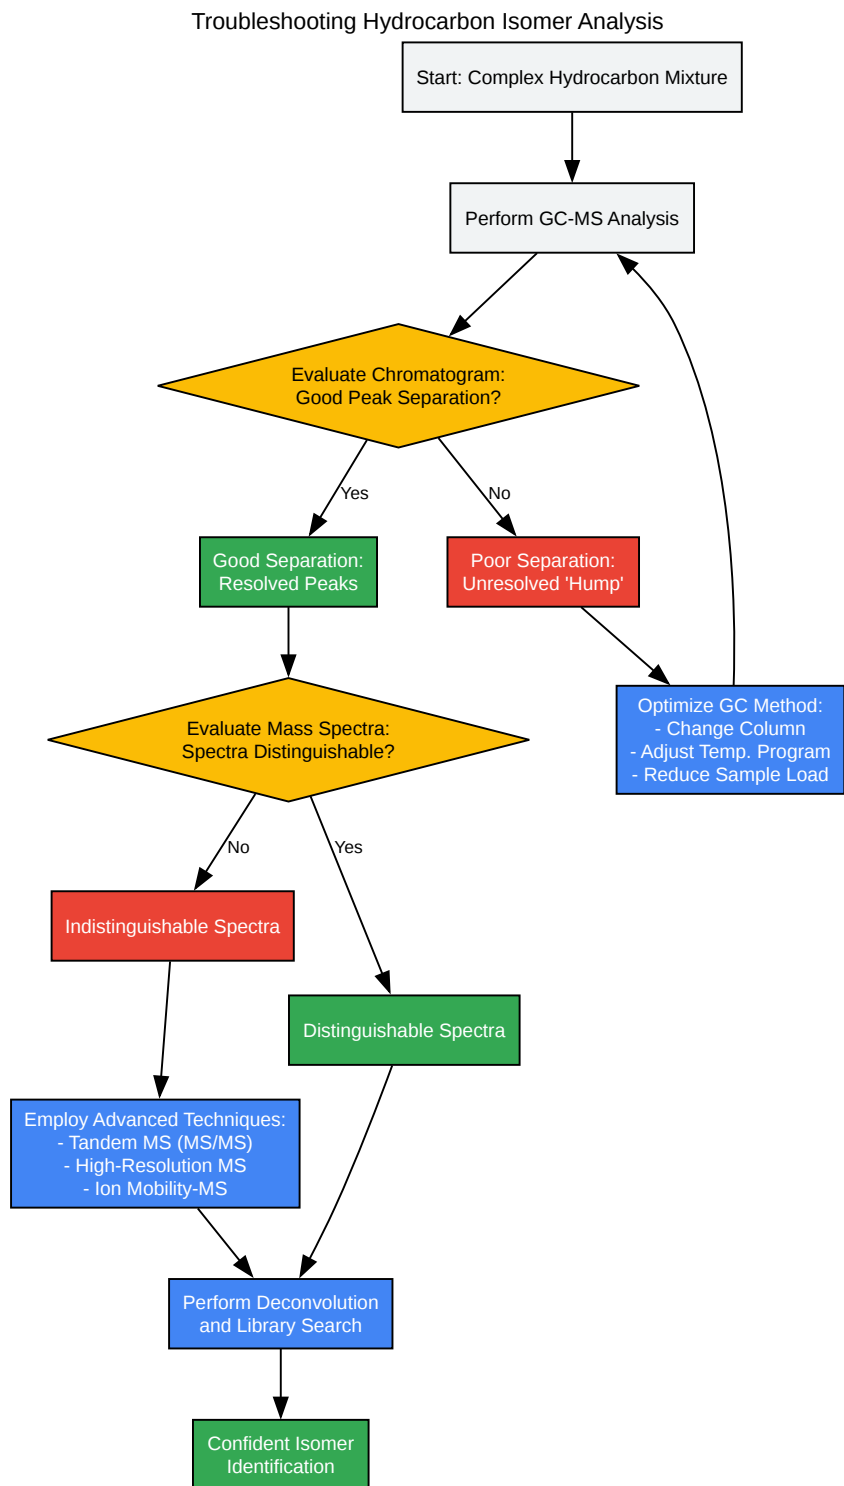 Troubleshooting Hydrocarbon Isomer Analysis
Start: Complex Hydrocarbon Mixture
Perform GC-MS Analysis
Evaluate Chromatogram:
Good Peak Separation?
Yes
No
Good Separation:
Resolved Peaks
Poor Separation:
Unresolved 'Hump'
Optimize GC Method:
- Change Column
- Adjust Temp. Program
- Reduce Sample Load
Evaluate Mass Spectra:
Spectra Distinguishable?
No
Yes
Indistinguishable Spectra
Distinguishable Spectra
Employ Advanced Techniques:
- Tandem MS (MS/MS)
- High-Resolution MS
- Ion Mobility-MS
Perform Deconvolution
and Library Search
Confident Isomer
Identification